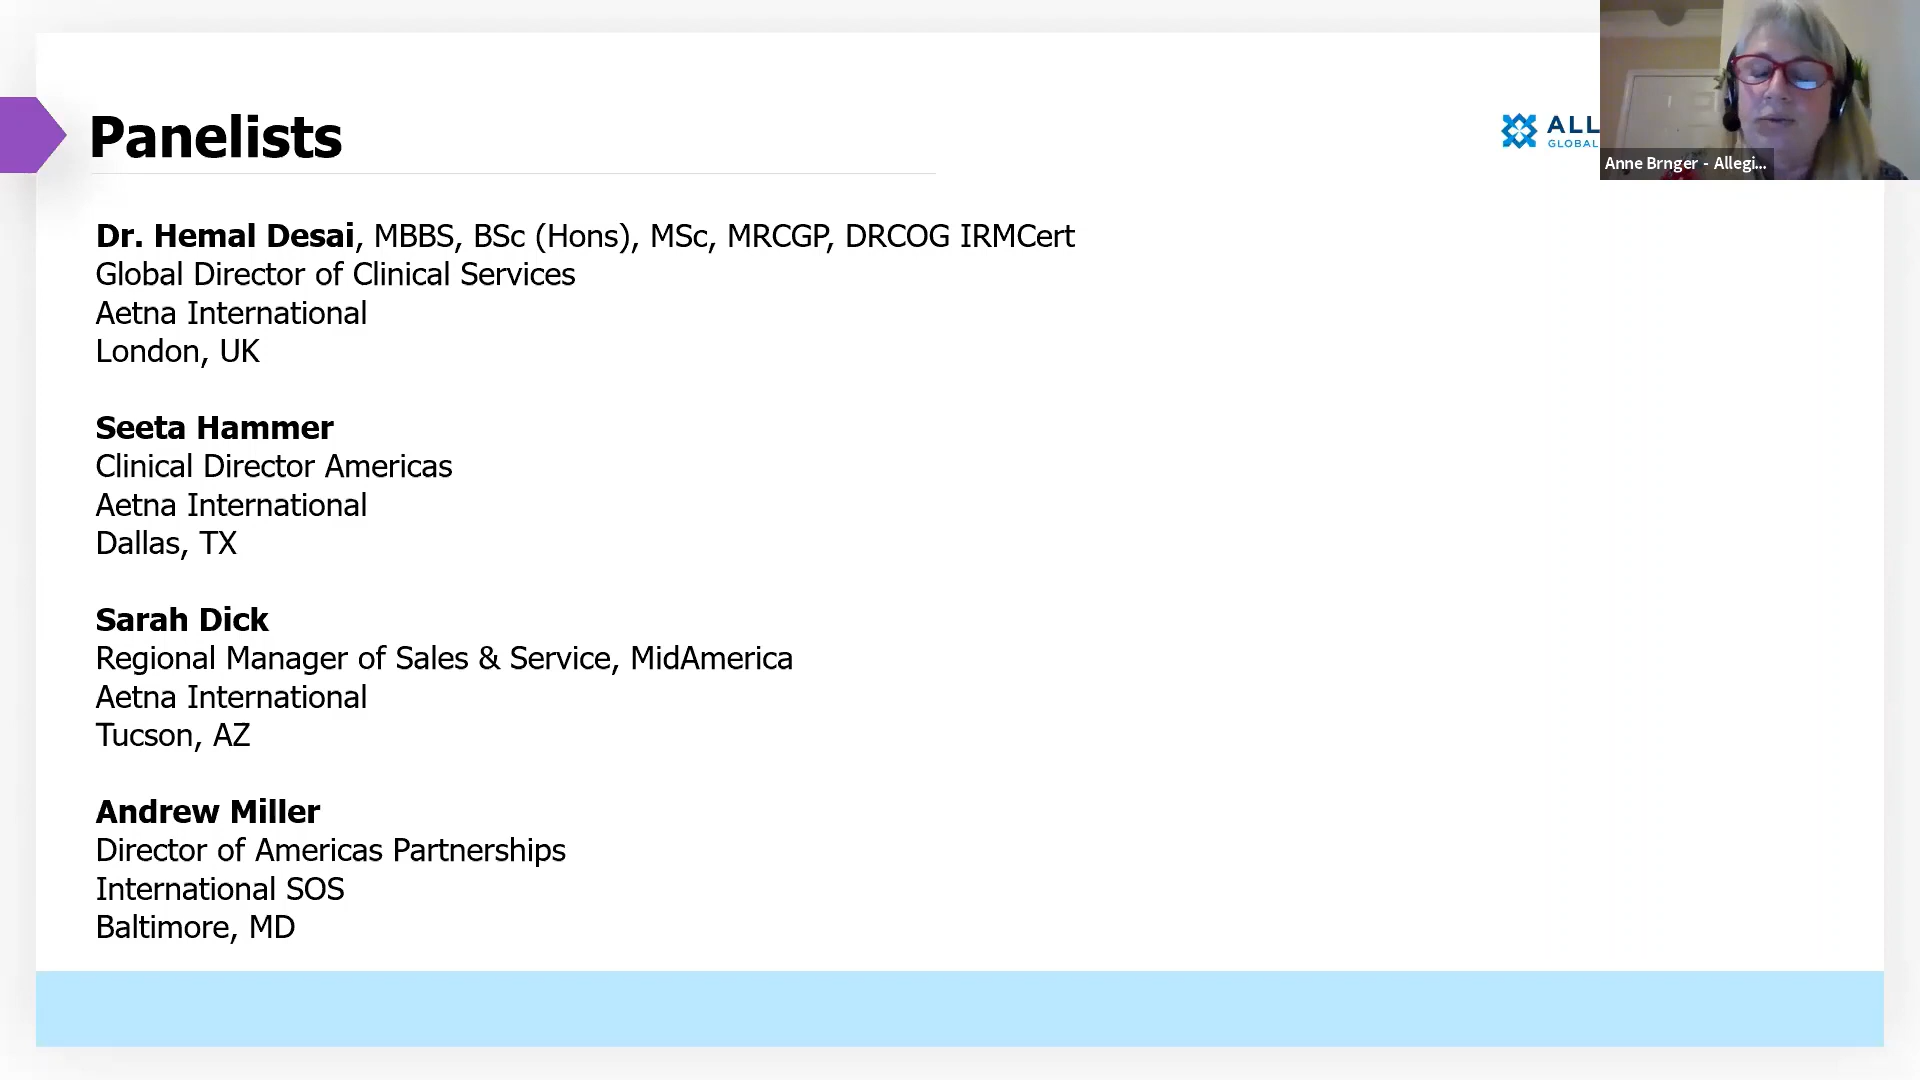 Panelists
ALL
GLOBAL
Anne Brnger - Allegi...
Dr. Hemal Desai, MBBS, BSc (Hons), MSc, MRCGP, DRCOG IRMCert
Global Director of Clinical Services
Aetna International
London, UK
Seeta Hammer
Clinical Director Americas
Aetna International
Dallas, TX
Sarah Dick
Regional Manager of Sales & Service, MidAmerica
Aetna International
Tucson, AZ
Andrew Miller
Director of Americas Partnerships
International SOS
Baltimore, MD